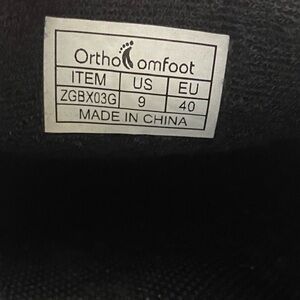 OrthoComfoot
ITEM US EU
ZGBX03G 9 40
MADE IN CHINA